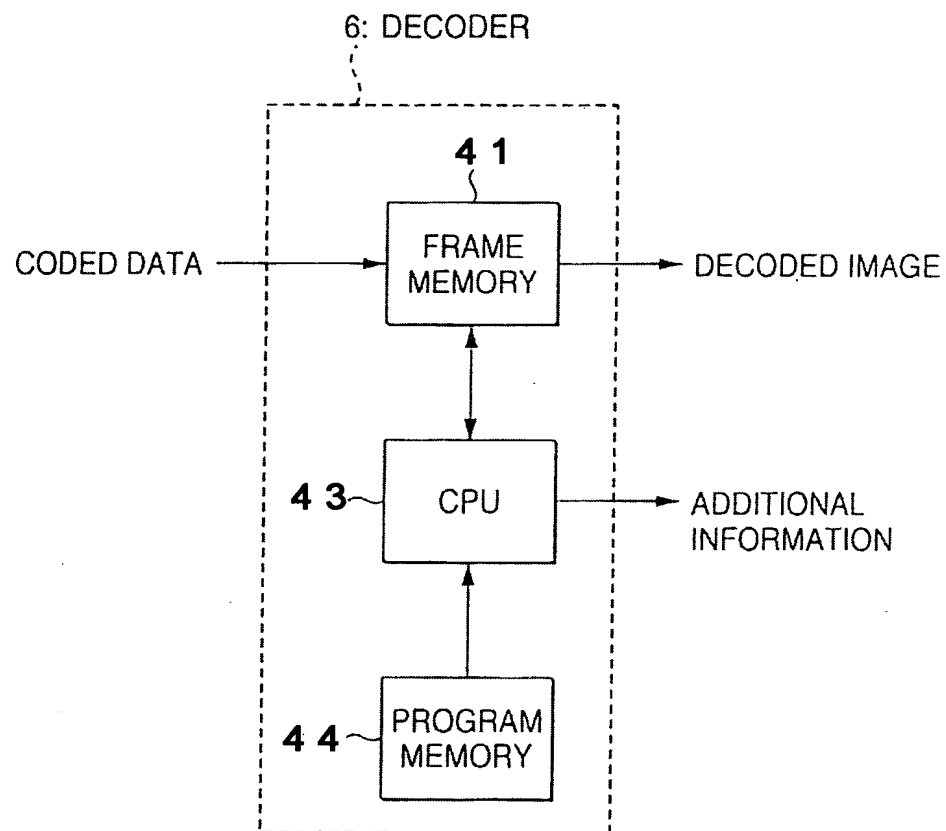 6: DECODER
41
FRAME
MEMORY
CODED DATA
DECODED IMAGE
43
CPU
ADDITIONAL
INFORMATION
44
PROGRAM
MEMORY